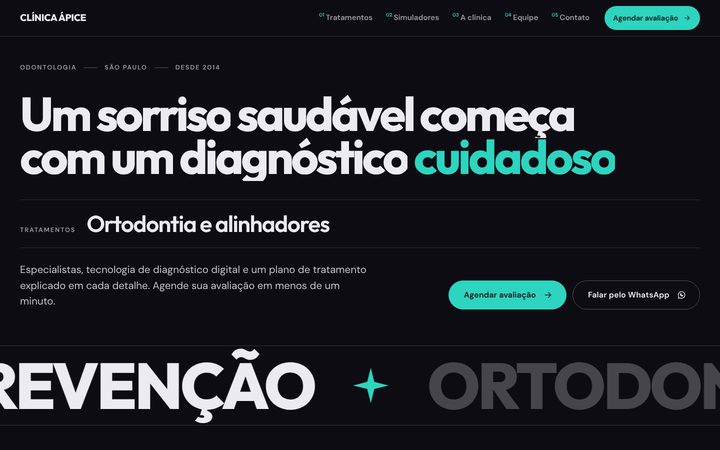 CLÍNICA ÁPICE
01 Tratamentos
02 Simuladores
03 A clínica
04 Equipe
05 Contato
Agendar avaliação →
ODONTOLOGIA — SÃO PAULO — DESDE 2014
Um sorriso saudável começa
com um diagnóstico cuidadoso
TRATAMENTOS Ortodontia e alinhadores
Especialistas, tecnologia de diagnóstico digital e um plano de tratamento
explicado em cada detalhe. Agende sua avaliação em menos de um
minuto.
Agendar avaliação →
Falar pelo WhatsApp
REVENÇÃO ORTODON